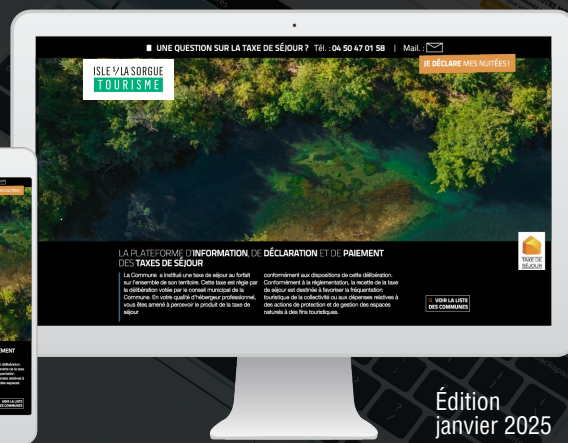 UNE QUESTION SUR LA TAXE DE SÉJOUR ? Tél. : 04 50 47 01 58 | Mail. :
JE DÉCLARE MES NUITÉES !
ISLE S/LA SORGUE
TOURISME
LA PLATEFORME D'INFORMATION, DE DÉCLARATION ET DE PAIEMENT
DES TAXES DE SÉJOUR
La Commune a institué une taxe de séjour au forfait
sur l'ensemble de son territoire. Cette taxe est régie par
la délibération votée par le conseil municipal de la
Commune. En votre qualité d'hébergeur professionnel,
vous êtes amené à percevoir le produit de la taxe de
séjour
conformément aux dispositions de cette délibération.
Conformément à la réglementation, la recette de la taxe
de séjour est destinée à favoriser la fréquentation
touristique de la collectivité ou aux dépenses relatives à
des actions de protection et de gestion des espaces
naturels à des fins touristiques.
TAXE DE
SÉJOUR
VOIR LA LISTE
DES COMMUNES
VOIR LA LISTE
DES COMMUNES
Édition
janvier 2025